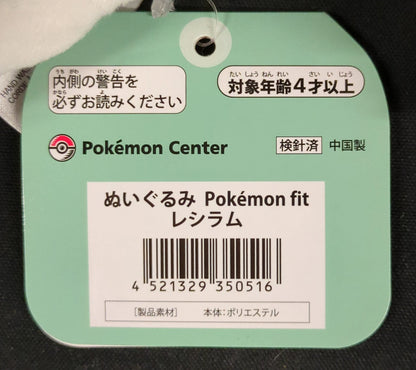 内側の警告を
必ずお読みください
対象年齢4才以上
Pokémon Center
検針済 中国製
ぬいぐるみ Pokémon fit
レシラム
4 521329 350516
[製品素材] 本体:ポリエステル